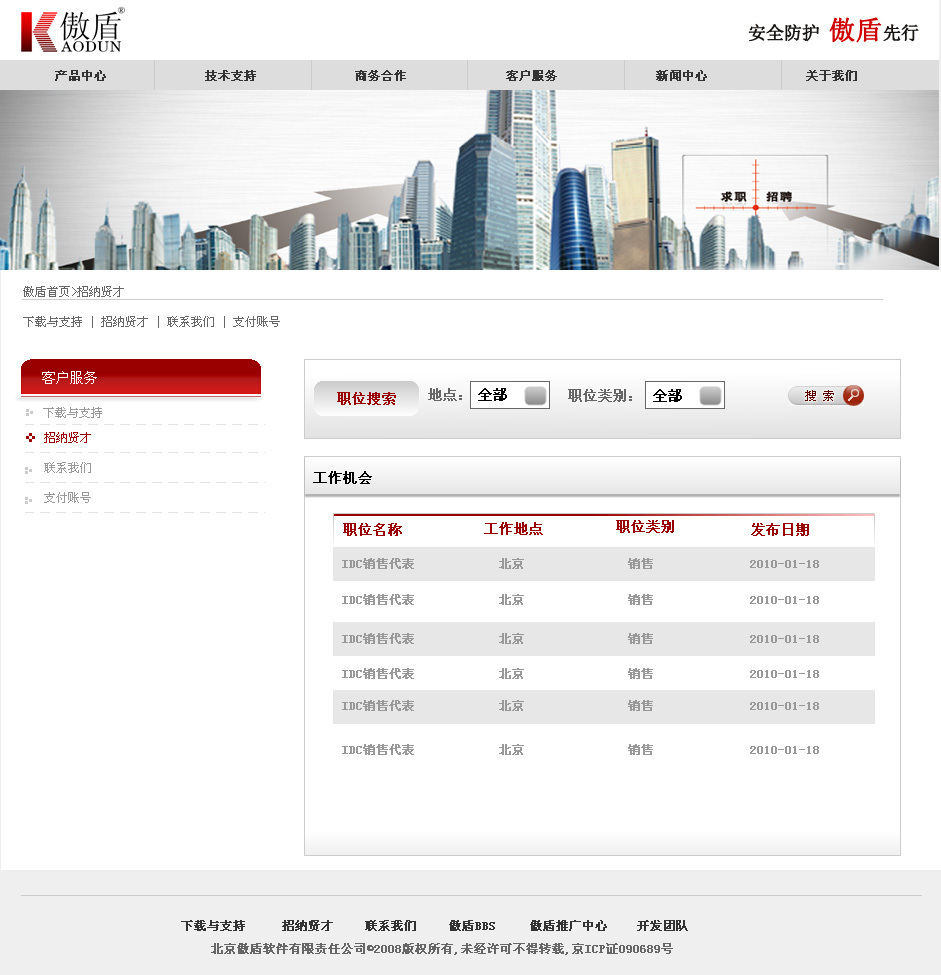 傲盾®
AODUN
安全防护 傲盾先行
产品中心 技术支持 商务合作 客户服务 新闻中心 关于我们
求职 招聘
傲盾首页>招纳贤才
下载与支持 | 招纳贤才 | 联系我们 | 支付账号
客户服务
下载与支持
招纳贤才
联系我们
支付账号
职位搜索 地点: 全部 职位类别: 全部 搜 索
工作机会
职位名称 工作地点 职位类别 发布日期
IDC销售代表 北京 销售 2010-01-18
IDC销售代表 北京 销售 2010-01-18
IDC销售代表 北京 销售 2010-01-18
IDC销售代表 北京 销售 2010-01-18
IDC销售代表 北京 销售 2010-01-18
IDC销售代表 北京 销售 2010-01-18
下载与支持 招纳贤才 联系我们 傲盾BBS 傲盾推广中心 开发团队
北京傲盾软件有限责任公司©2008版权所有,未经许可不得转载,京ICP证090689号